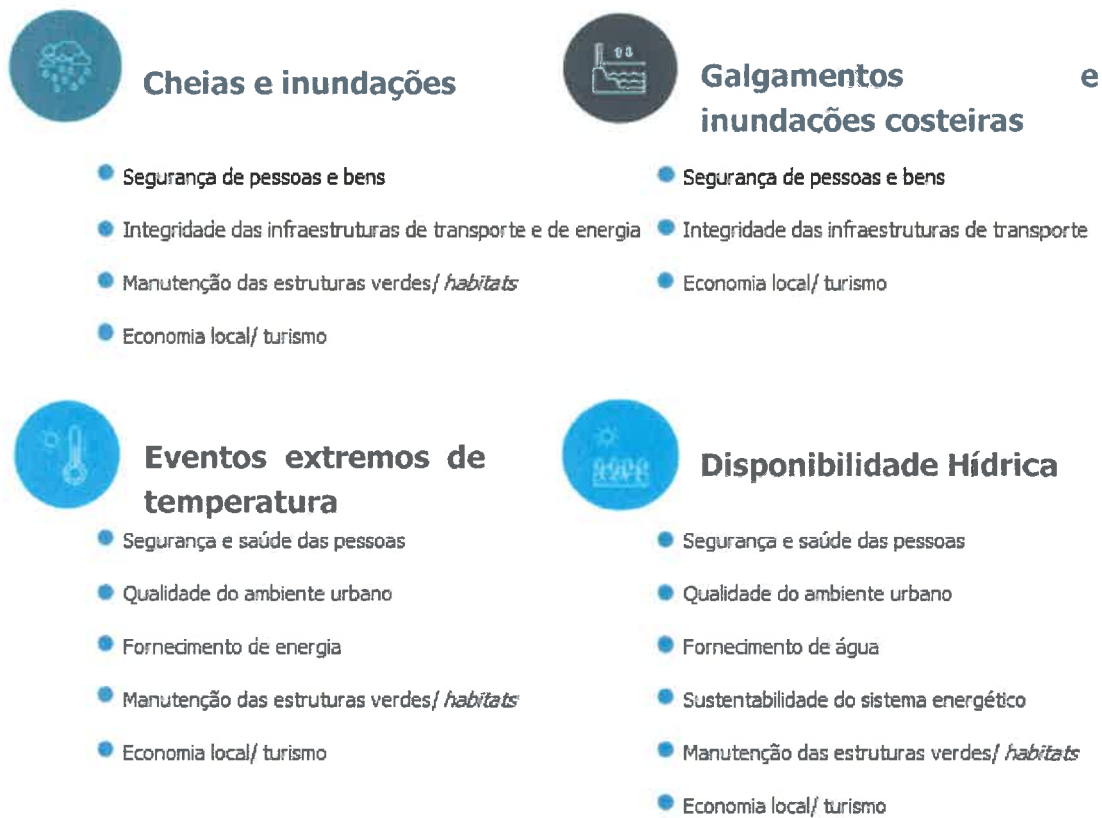 Cheias e inundações
Segurança de pessoas e bens
Integridade das infraestruturas de transporte e de energia
Manutenção das estruturas verdes/ habitats
Economia local/ turismo
Galgamentos e
inundacões costeiras
Segurança de pessoas e bens
Integridade das infraestruturas de transporte
Economia local/ turismo
Eventos extremos de
temperatura
Segurança e saúde das pessoas
Qualidade do ambiente urbano
Fornecimento de energia
Manutenção das estruturas verdes/ habitats
Economia local/ turismo
Disponibilidade Hídrica
Segurança e saúde das pessoas
Qualidade do ambiente urbano
Fornecimento de água
Sustentabilidade do sistema energético
Manutenção das estruturas verdes/ habitats
Economia local/ turismo